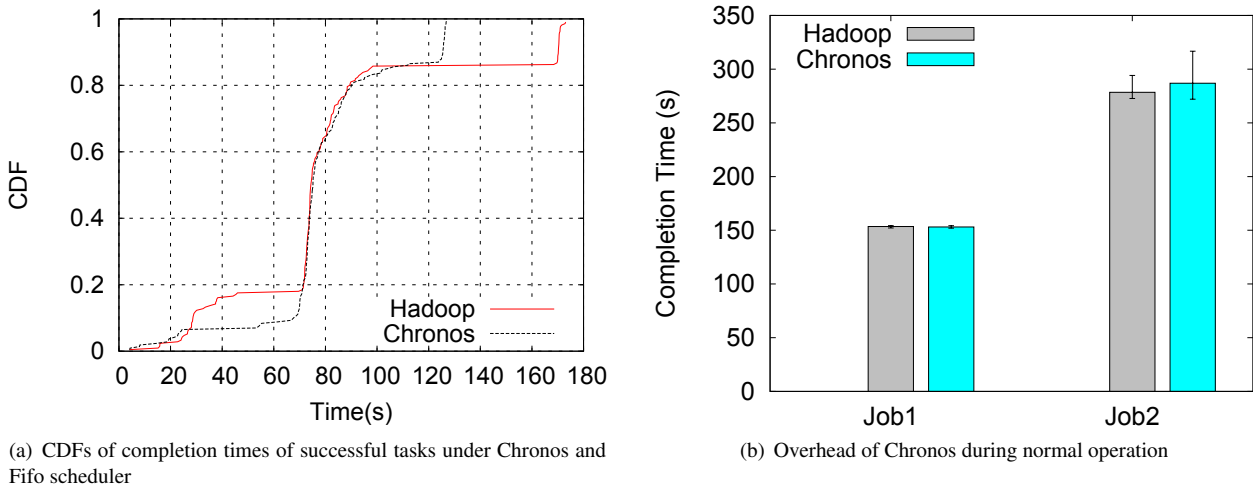 1
0.8
0.6
0.4
0.2
0
CDF
0 20 40 60 80 100 120 140 160 180
Time(s)
Hadoop
Chronos
(a) CDFs of completion times of successful tasks under Chronos and
Fifo scheduler
350
300
250
200
150
100
50
0
Completion Time (s)
Hadoop
Chronos
Job1 Job2
(b) Overhead of Chronos during normal operation